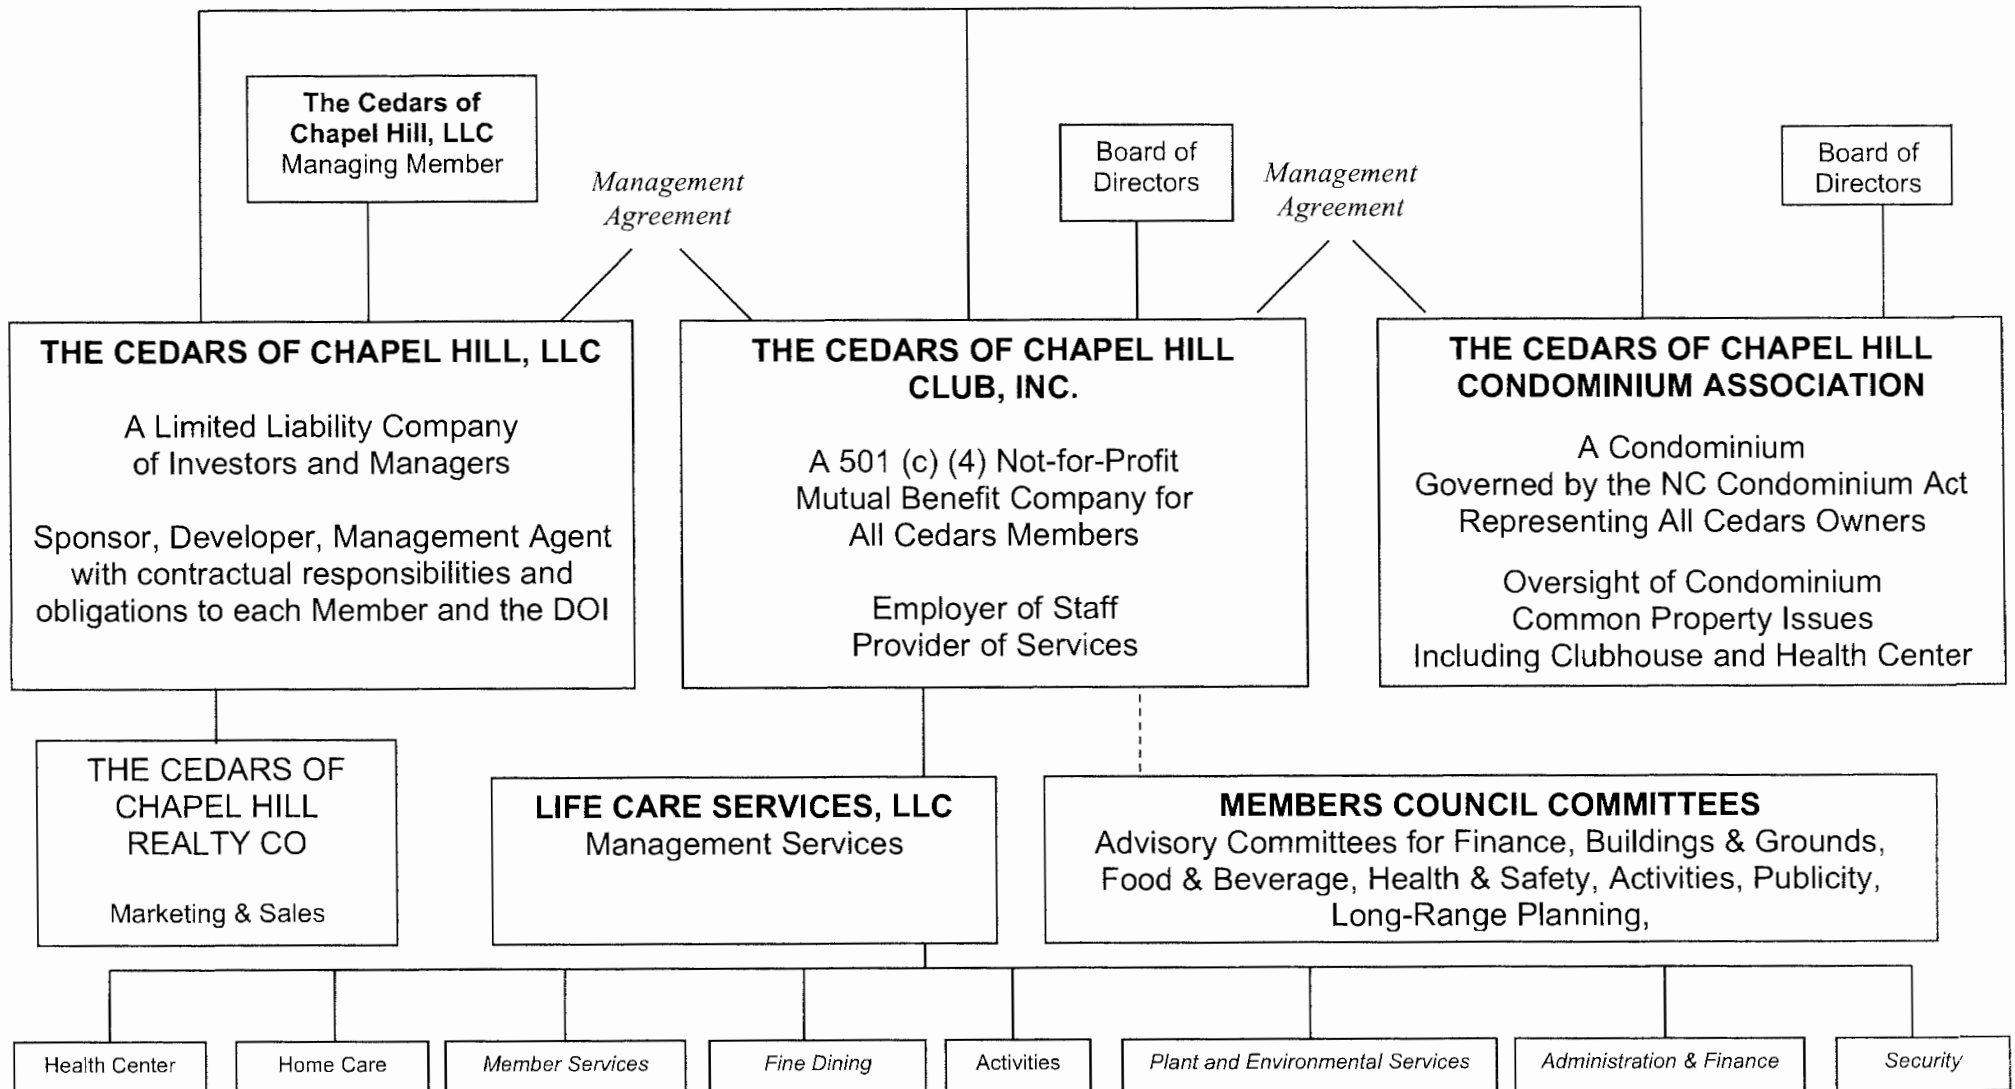 The Cedars of
Chapel Hill, LLC
Managing Member
Management
Agreement
Board of
Directors
Management
Agreement
Board of
Directors
THE CEDARS OF CHAPEL HILL, LLC
A Limited Liability Company
of Investors and Managers
Sponsor, Developer, Management Agent
with contractual responsibilities and
obligations to each Member and the DOI
THE CEDARS OF CHAPEL HILL
CLUB, INC.
A 501 (c) (4) Not-for-Profit
Mutual Benefit Company for
All Cedars Members
Employer of Staff
Provider of Services
THE CEDARS OF CHAPEL HILL
CONDOMINIUM ASSOCIATION
A Condominium
Governed by the NC Condominium Act
Representing All Cedars Owners
Oversight of Condominium
Common Property Issues
Including Clubhouse and Health Center
THE CEDARS OF
CHAPEL HILL
REALTY CO
Marketing & Sales
LIFE CARE SERVICES, LLC
Management Services
MEMBERS COUNCIL COMMITTEES
Advisory Committees for Finance, Buildings & Grounds,
Food & Beverage, Health & Safety, Activities, Publicity,
Long-Range Planning,
Health Center
Home Care
Member Services
Fine Dining
Activities
Plant and Environmental Services
Administration & Finance
Security